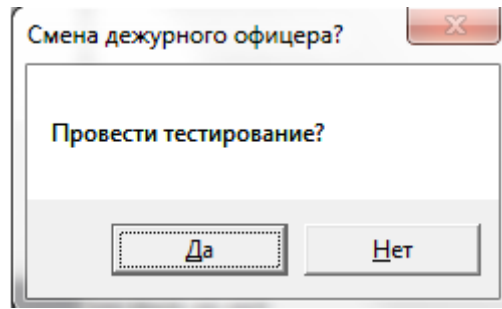 Смена дежурного офицера?
Провести тестирование?
Да
Нет